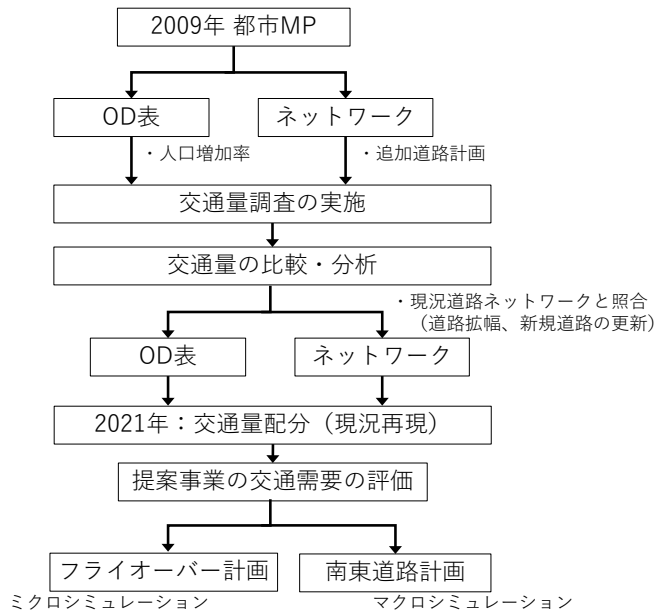 2009年 都市MP
OD表
ネットワーク
・人口増加率
・追加道路計画
交通量調査の実施
交通量の比較・分析
・現況道路ネットワークと照合
（道路拡幅、新規道路の更新）
OD表
ネットワーク
2021年：交通量配分（現況再現）
提案事業の交通需要の評価
フライオーバー計画
南東道路計画
ミクロシミュレーション
マクロシミュレーション